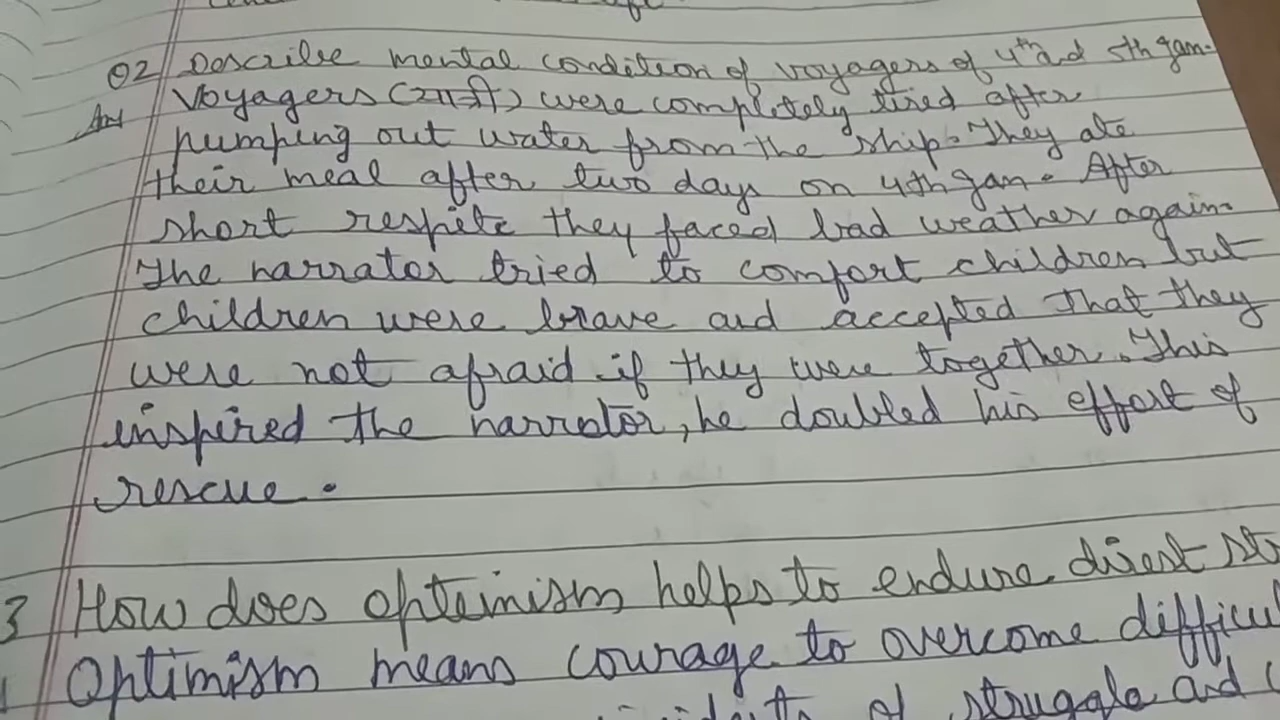 Q2 Describe mental condition of voyagers of 4th and 5th Jan.
Ans Voyagers (यात्री) were completely tired after
pumping out water from the ship. They ate
their meal after two days on 4th Jan. After
short respite they faced bad weather again.
The narrator tried to comfort children but
children were brave and accepted that they
were not afraid if they were together. This
inspired the narrator, he doubled his effort of
rescue.
3 How does opteinism helps to endure direst
Optimism means courage to overcome
of struggle and